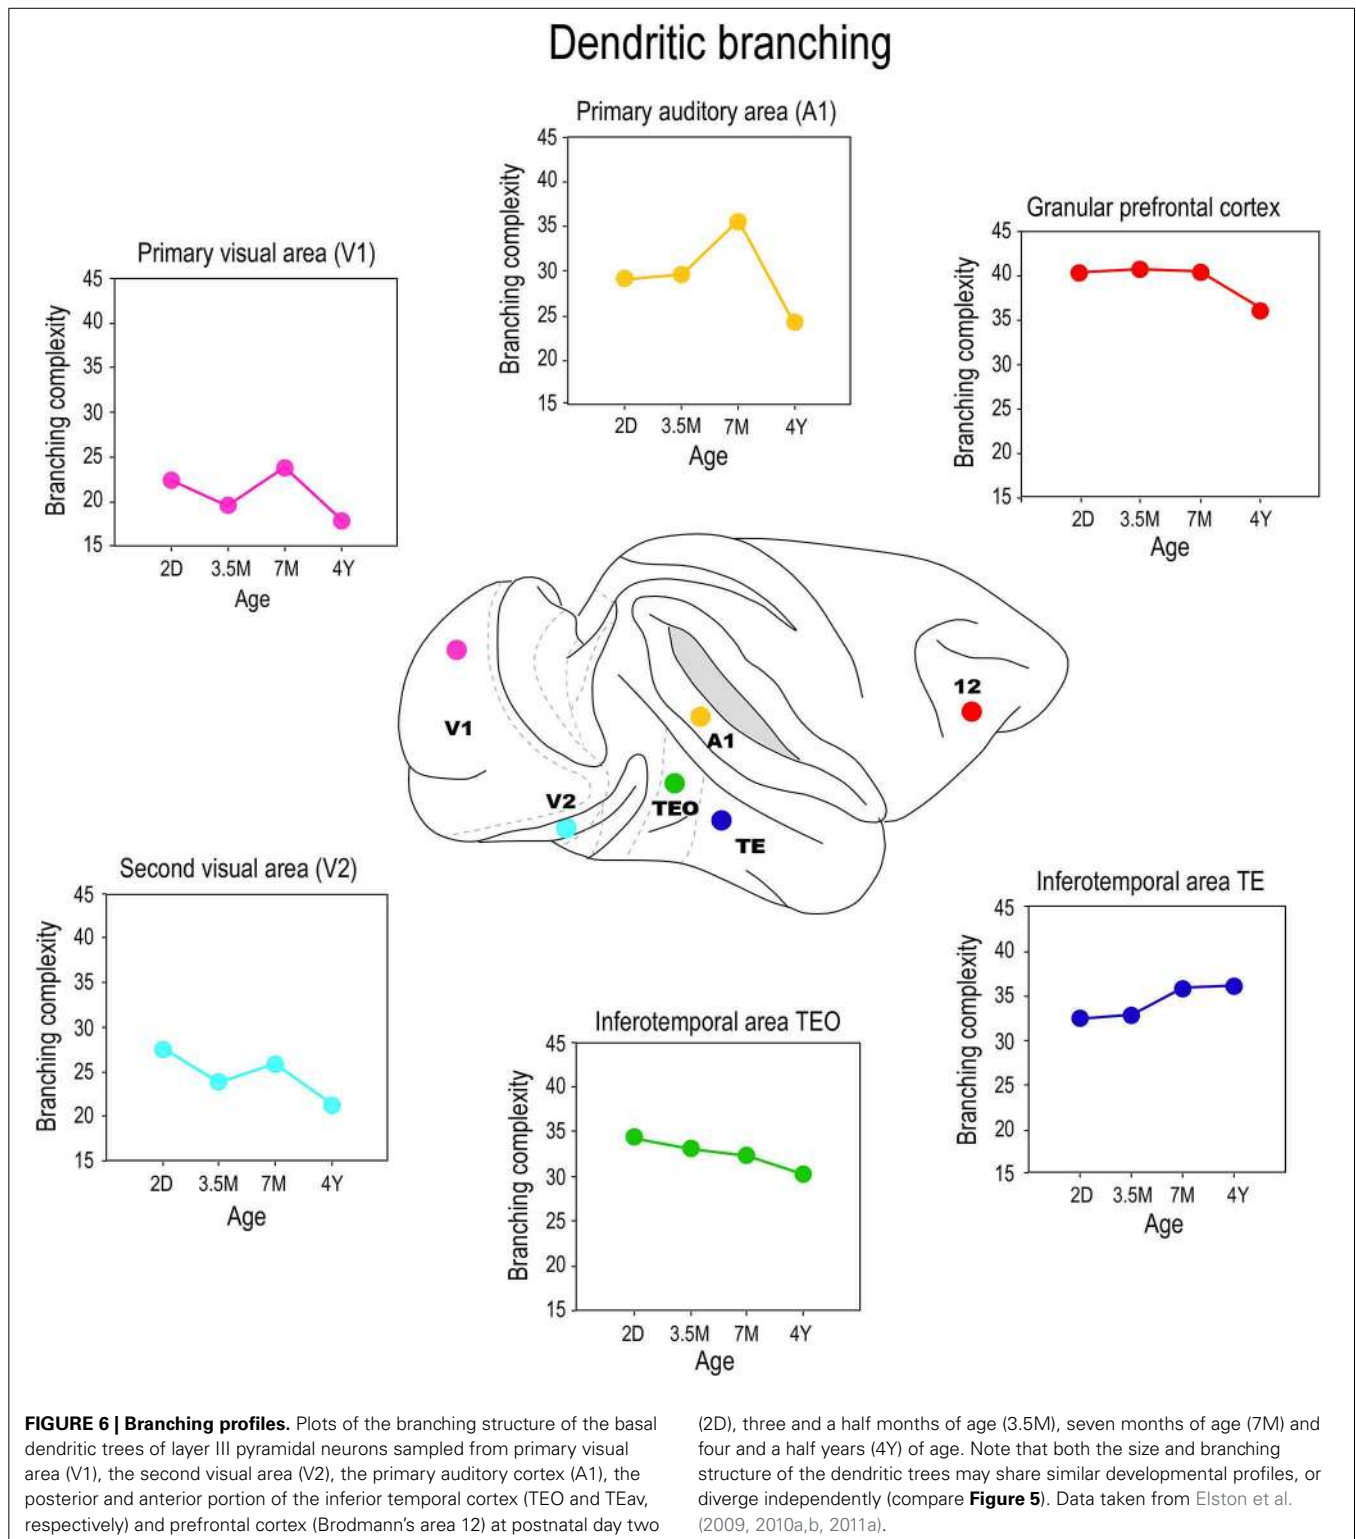 Dendritic branching
Primary auditory area (A1)
45
40
35
30
25
20
15
Branching complexity
2D 3.5M 7M 4Y
Age
Granular prefrontal cortex
45
40
35
30
25
20
15
Branching complexity
2D 3.5M 7M 4Y
Age
Primary visual area (V1)
45
40
35
30
25
20
15
Branching complexity
2D 3.5M 7M 4Y
Age
12
V1
A1
V2
TEO
TE
Second visual area (V2)
45
40
35
30
25
20
15
Branching complexity
2D 3.5M 7M 4Y
Age
Inferotemporal area TE
45
40
35
30
25
20
15
Branching complexity
2D 3.5M 7M 4Y
Age
Inferotemporal area TEO
45
40
35
30
25
20
15
Branching complexity
2D 3.5M 7M 4Y
Age
FIGURE 6 | Branching profiles. Plots of the branching structure of the basal
dendritic trees of layer III pyramidal neurons sampled from primary visual
area (V1), the second visual area (V2), the primary auditory cortex (A1), the
posterior and anterior portion of the inferior temporal cortex (TEO and TEav,
respectively) and prefrontal cortex (Brodmann's area 12) at postnatal day two
(2D), three and a half months of age (3.5M), seven months of age (7M) and
four and a half years (4Y) of age. Note that both the size and branching
structure of the dendritic trees may share similar developmental profiles, or
diverge independently (compare Figure 5). Data taken from Elston et al.
(2009, 2010a,b, 2011a).